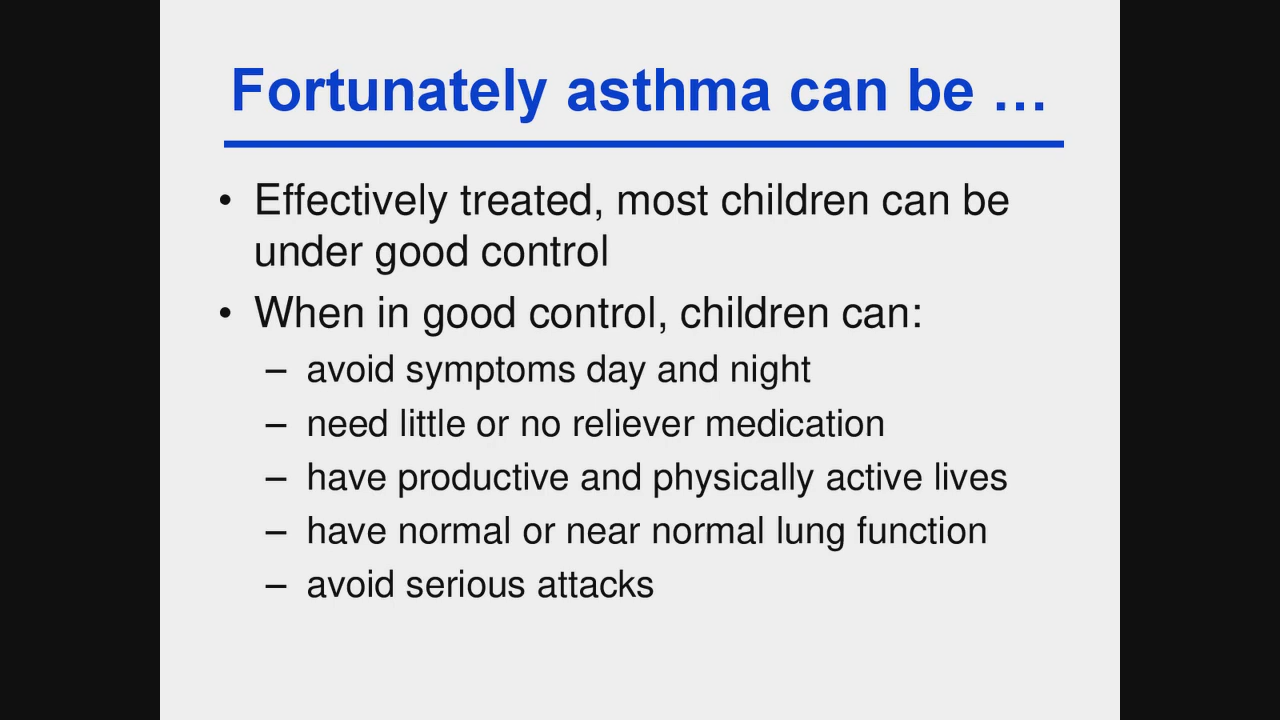 Fortunately asthma can be …
• Effectively treated, most children can be
under good control
• When in good control, children can:
– avoid symptoms day and night
– need little or no reliever medication
– have productive and physically active lives
– have normal or near normal lung function
– avoid serious attacks